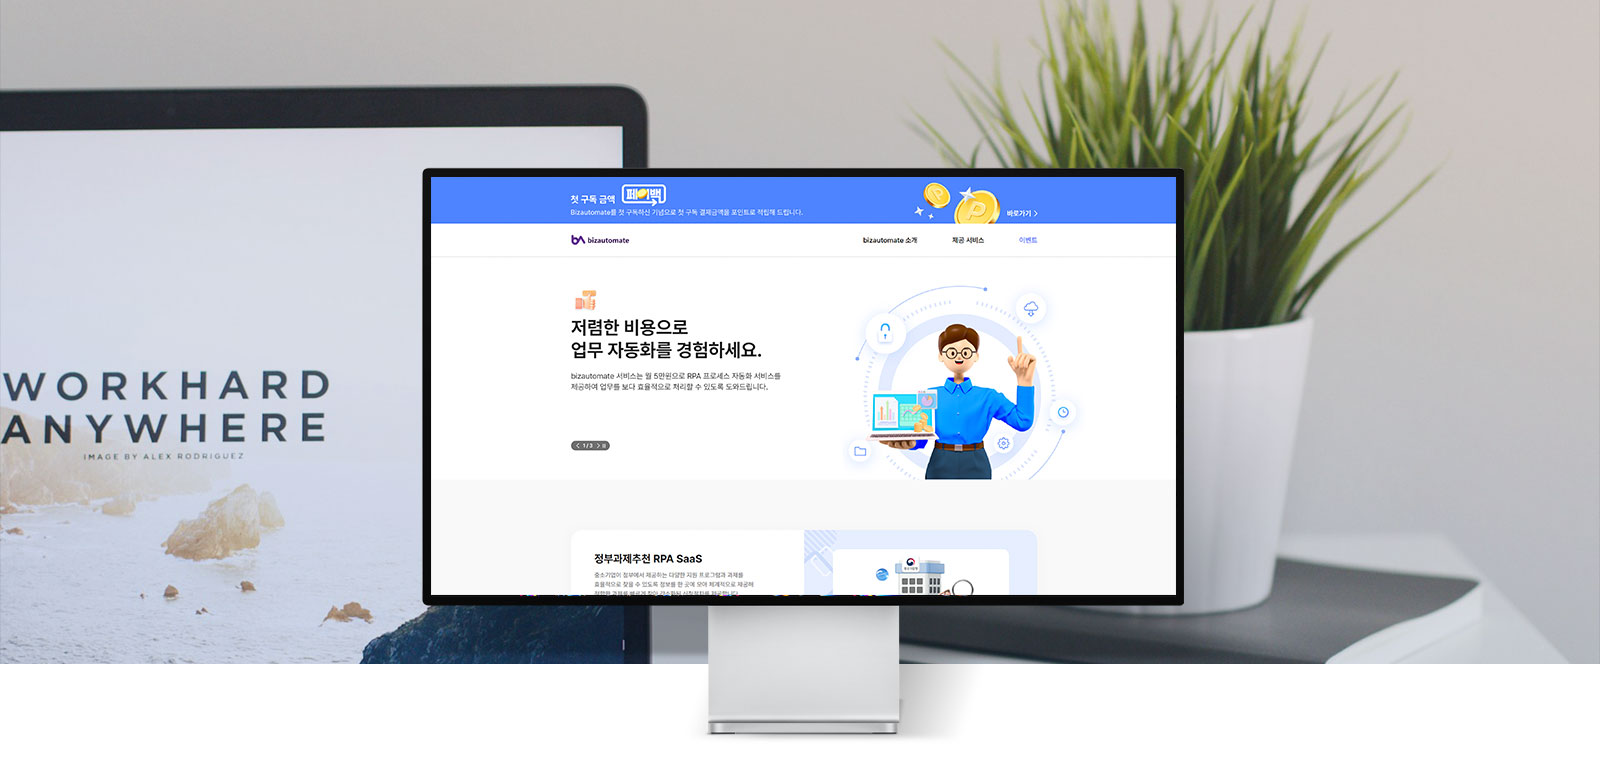 WORKHARD
ANYWHERE
IMAGE BY ALEX RODRIGUEZ
첫 구독 금액 페이백
Bizautomate를 첫 구독하신 기념으로 첫 구독 결제금액을 포인트로 적립해 드립니다.
바로가기 >
bizautomate
bizautomate 소개 제공 서비스 이벤트
저렴한 비용으로
업무 자동화를 경험하세요.
bizautomate 서비스는 월 5만원으로 RPA 프로세스 자동화 서비스를
제공하여 업무를 보다 효율적으로 처리할 수 있도록 도와드립니다.
1 / 3
정부과제추천 RPA SaaS
중소기업이 정부에서 제공하는 다양한 지원 프로그램과 과제를
효율적으로 찾을 수 있도록 정보를 한 곳에 모아 체계적으로 제공하며